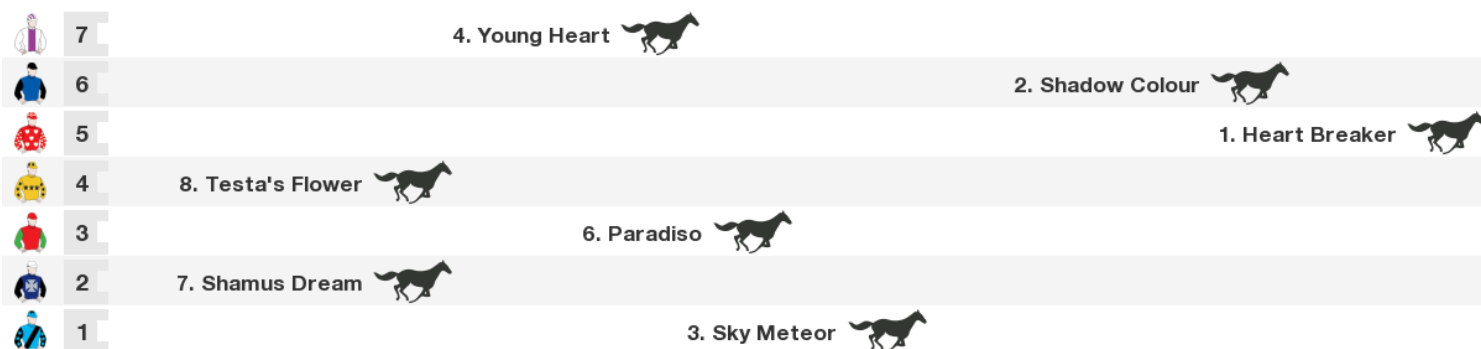 7 4. Young Heart
6 2. Shadow Colour
5 1. Heart Breaker
4 8. Testa's Flower
3 6. Paradiso
2 7. Shamus Dream
1 3. Sky Meteor